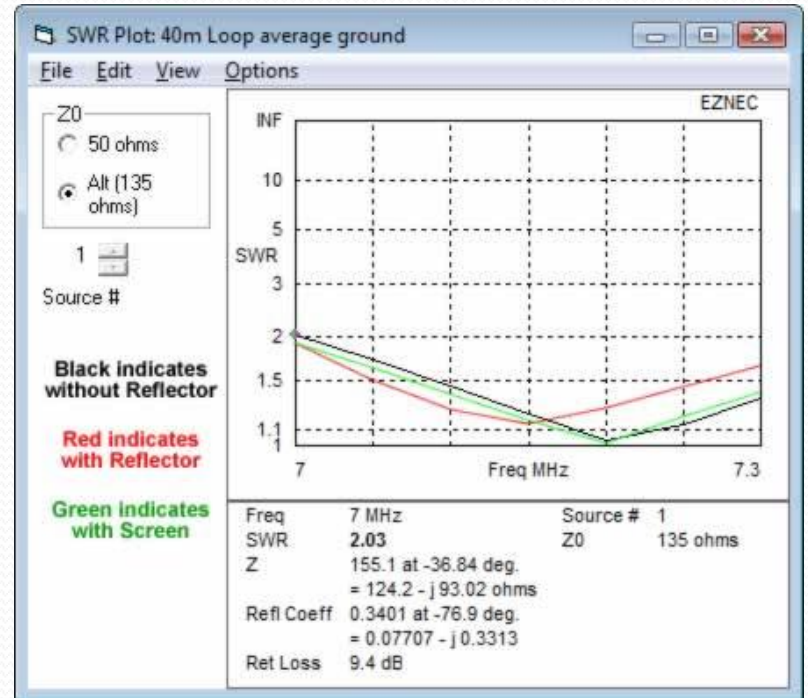 SWR Plot: 40m Loop average ground
File Edit View Options
Z0
50 ohms
Alt (135
ohms)
1
Source #
Black indicates
without Reflector
Red indicates
with Reflector
Green indicates
with Screen
EZNEC
INF
10
5
SWR
3
2
1.5
1.1
1
7 Freq MHz 7.3
Freq 7 MHz Source # 1
SWR 2.03 Z0 135 ohms
Z 155.1 at -36.84 deg.
= 124.2 - j 93.02 ohms
Refl Coeff 0.3401 at -76.9 deg.
= 0.07707 - j 0.3313
Ret Loss 9.4 dB